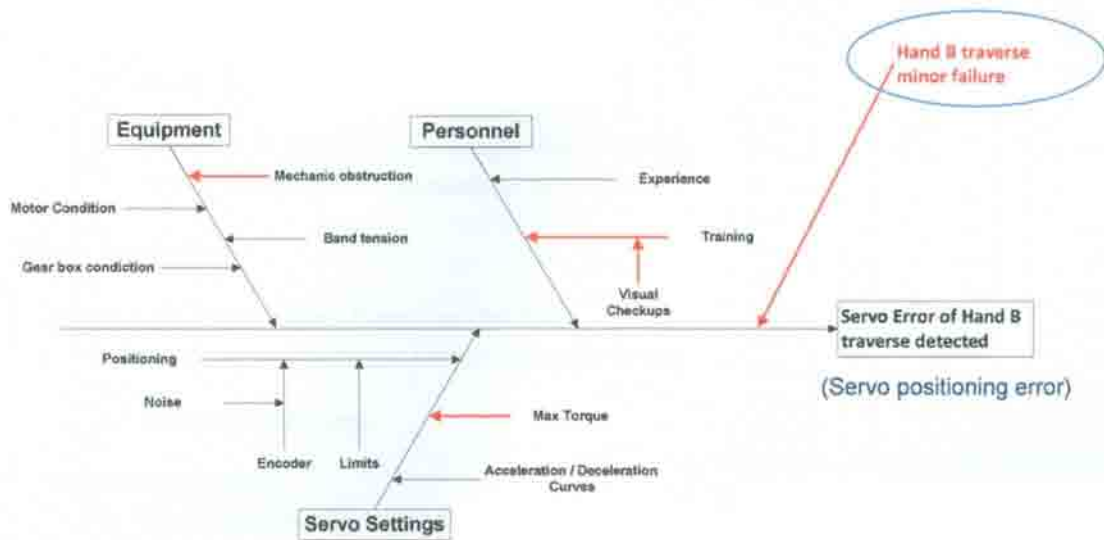 Hand B traverse
minor failure
Equipment
Personnel
Mechanic obstruction
Experience
Motor Condition
Band tension
Training
Gear box condiction
Visual
Checkups
Servo Error of Hand B
traverse detected
Positioning
(Servo positioning error)
Noise
Max Torque
Encoder
Limits
Acceleration / Deceleration
Curves
Servo Settings